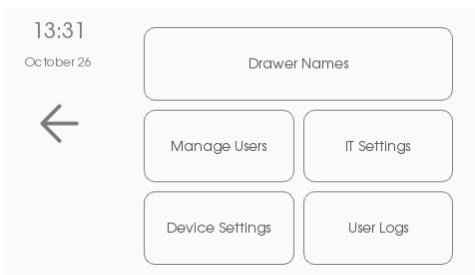 13:31
October 26
Drawer Names
Manage Users
IT Settings
Device Settings
User Logs